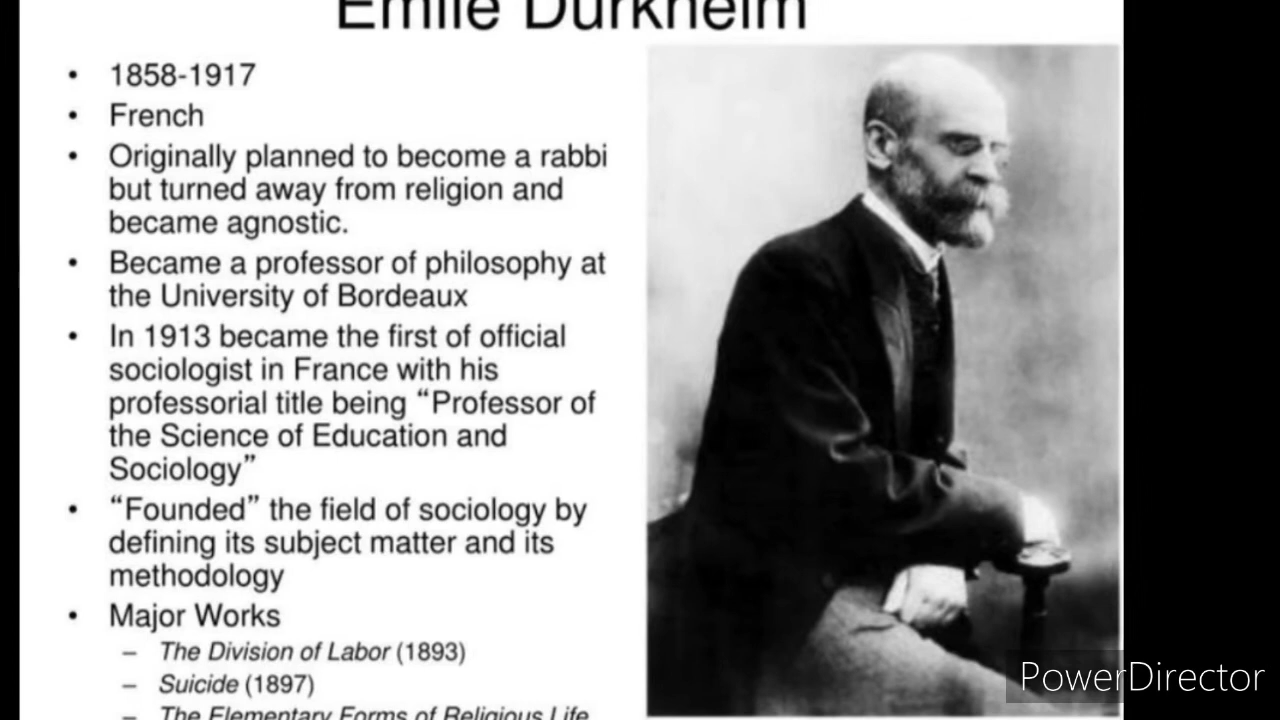 Emile Durkheim
• 1858-1917
• French
• Originally planned to become a rabbi
but turned away from religion and
became agnostic.
• Became a professor of philosophy at
the University of Bordeaux
• In 1913 became the first of official
sociologist in France with his
professorial title being “Professor of
the Science of Education and
Sociology”
• “Founded” the field of sociology by
defining its subject matter and its
methodology
• Major Works
– The Division of Labor (1893)
– Suicide (1897)
– The Elementary Forms of Religious Life
PowerDirector